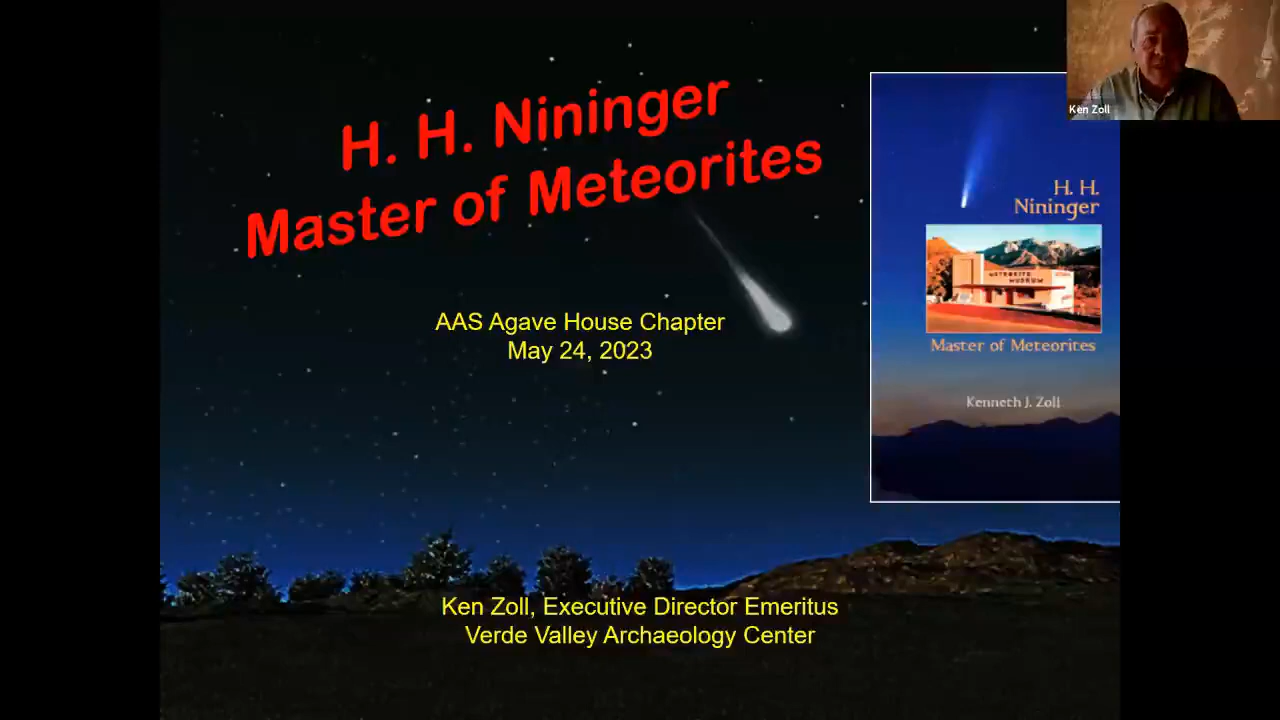 H. H. Nininger
Master of Meteorites
AAS Agave House Chapter
May 24, 2023
Ken Zoll, Executive Director Emeritus
Verde Valley Archaeology Center
H. H.
Nininger
METEORITE
MUSEUM
Master of Meteorites
Kenneth J. Zoll
Ken Zoll